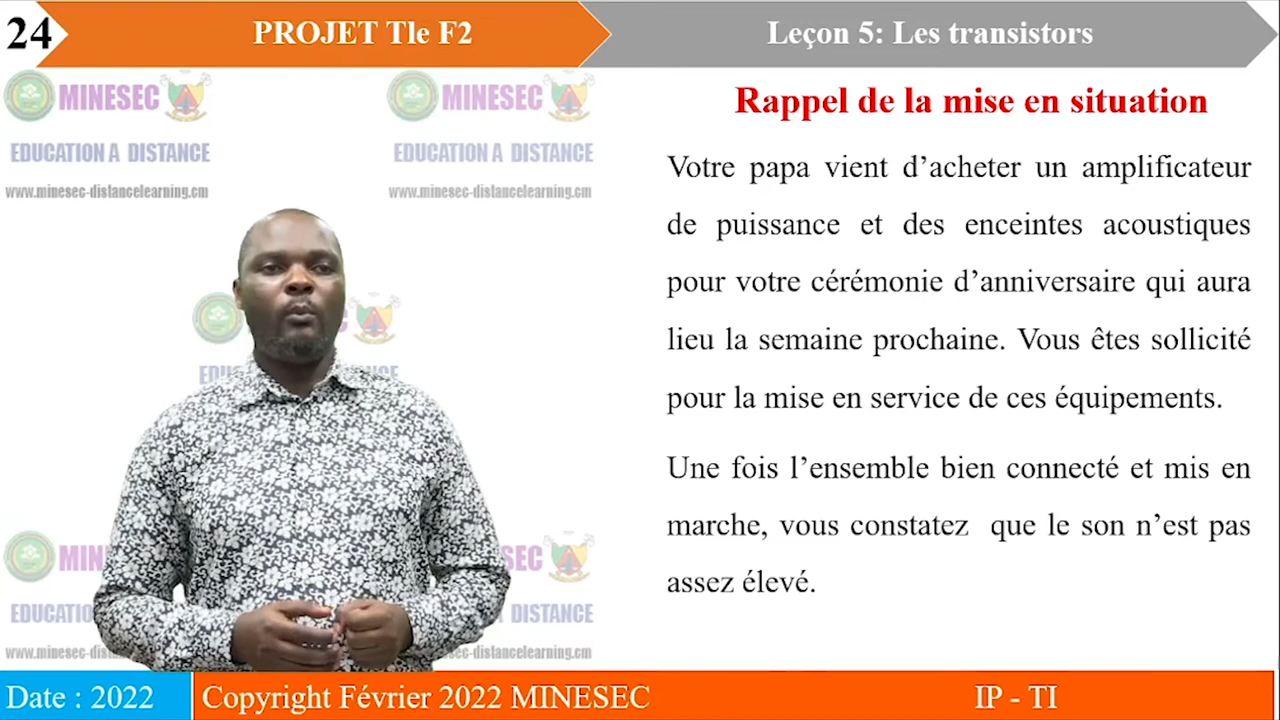 24
PROJET Tle F2
Leçon 5: Les transistors
MINESEC
MINESEC
EDUCATION A DISTANCE
EDUCATION A DISTANCE
www.minesec-distancelearning.cm
www.minesec-distancelearning.cm
Rappel de la mise en situation
Votre papa vient d’acheter un amplificateur
de puissance et des enceintes acoustiques
pour votre cérémonie d’anniversaire qui aura
lieu la semaine prochaine. Vous êtes sollicité
pour la mise en service de ces équipements.
Une fois l’ensemble bien connecté et mis en
marche, vous constatez que le son n’est pas
assez élevé.
EDUCATION
DISTANCE
Date : 2022
Copyright Février 2022 MINESEC
IP - TI